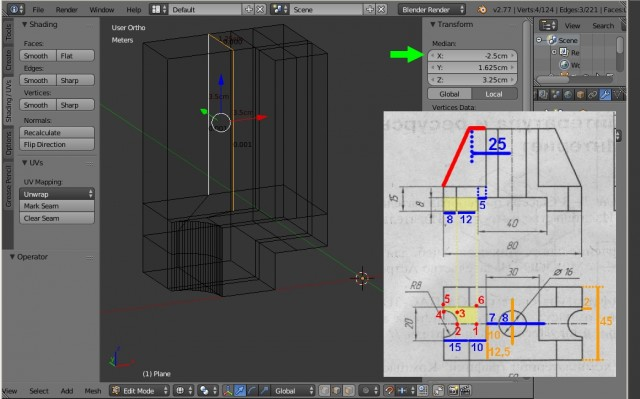 File Render Window Help Default Scene Blender Render v2.77 | Verts:4/124 | Edges:3/221 | Faces:
Tools
Create
Shading / UVs
Options
Grease Pencil
Shading
Faces:
Smooth Flat
Edges:
Smooth Sharp
Vertices:
Smooth Sharp
Normals:
Recalculate
Flip Direction
UVs
UV Mapping:
Unwrap
Mark Seam
Clear Seam
Operator
User Ortho
Meters
0.001
(1) Plane
Transform
Median:
X: -2.5cm
Y: 1.625cm
Z: 3.25cm
Global Local
Vertices Data:
View Search
Scene
Re
25
15
8
5
8 12
40
80
30
Ø 16
R8
5
6
4
3
2
1
7 8
20
10
12,5
15 10
2
45
View Select Add Mesh Edit Mode Global